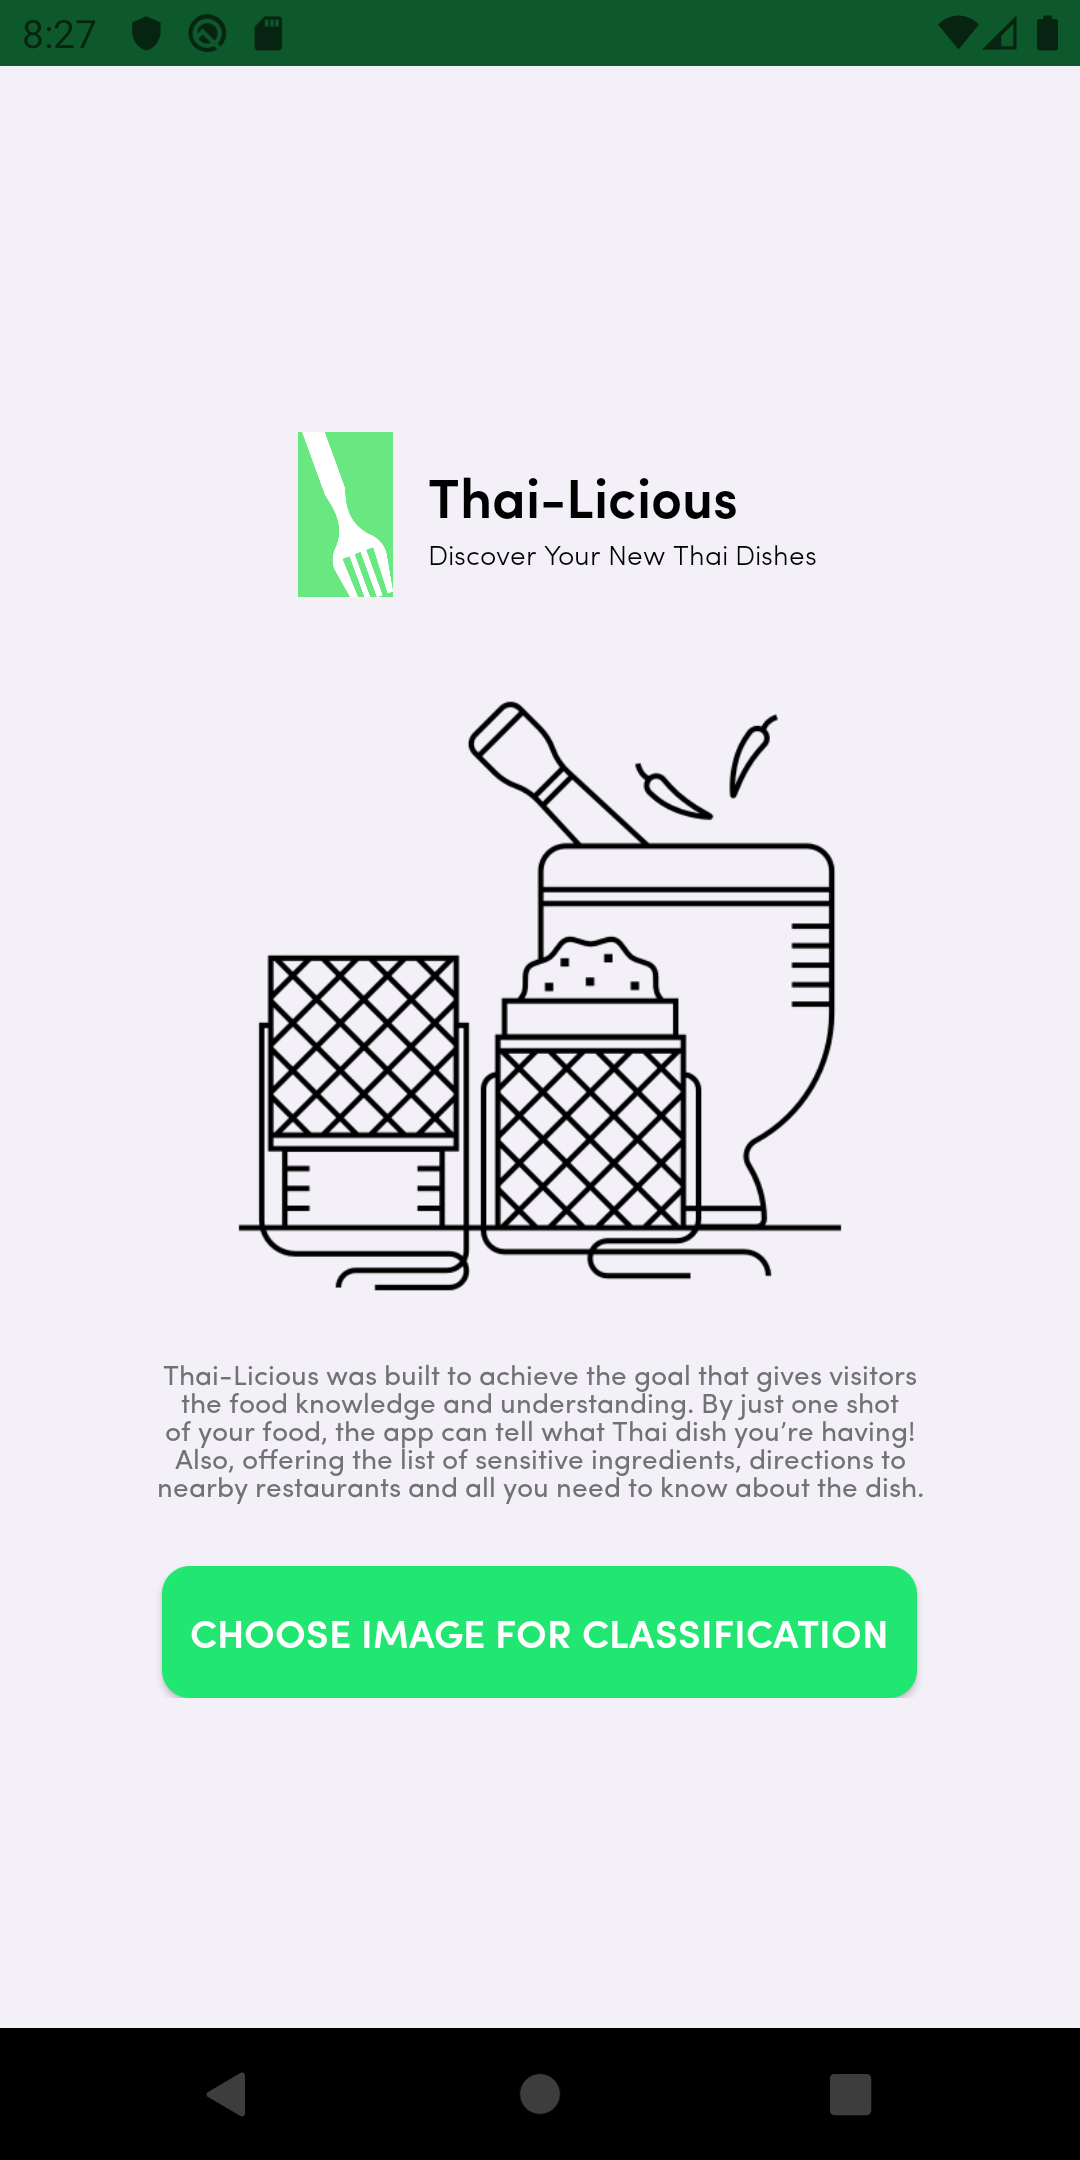 8:27
Thai-Licious
Discover Your New Thai Dishes
Thai-Licious was built to achieve the goal that gives visitors
the food knowledge and understanding. By just one shot
of your food, the app can tell what Thai dish you’re having!
Also, offering the list of sensitive ingredients, directions to
nearby restaurants and all you need to know about the dish.
CHOOSE IMAGE FOR CLASSIFICATION